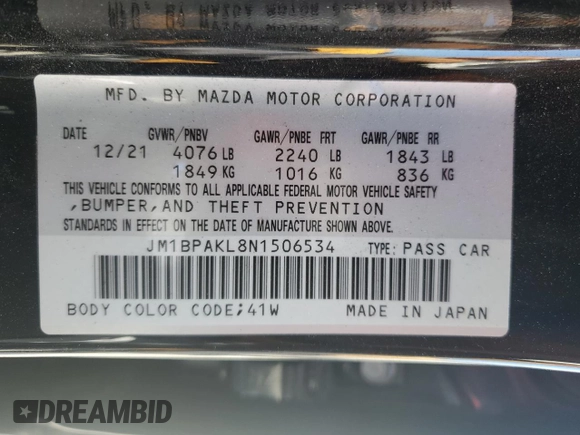 MFD. BY MAZDA MOTOR CORPORATION
DATE GVWR/PNBV GAWR/PNBE FRT GAWR/PNBE RR
12/21 4076 LB 2240 LB 1843 LB
1849 KG 1016 KG 836 KG
THIS VEHICLE CONFORMS TO ALL APPLICABLE FEDERAL MOTOR VEHICLE SAFETY
,BUMPER,AND THEFT PREVENTION
STANDARDS IN EFFECT ON THE DATE OF MANUFACTURE SHOWN ABOVE.
JM1BPAKL8N1506534 TYPE: PASS CAR
BODY COLOR CODE;41W MADE IN JAPAN
DREAMBID